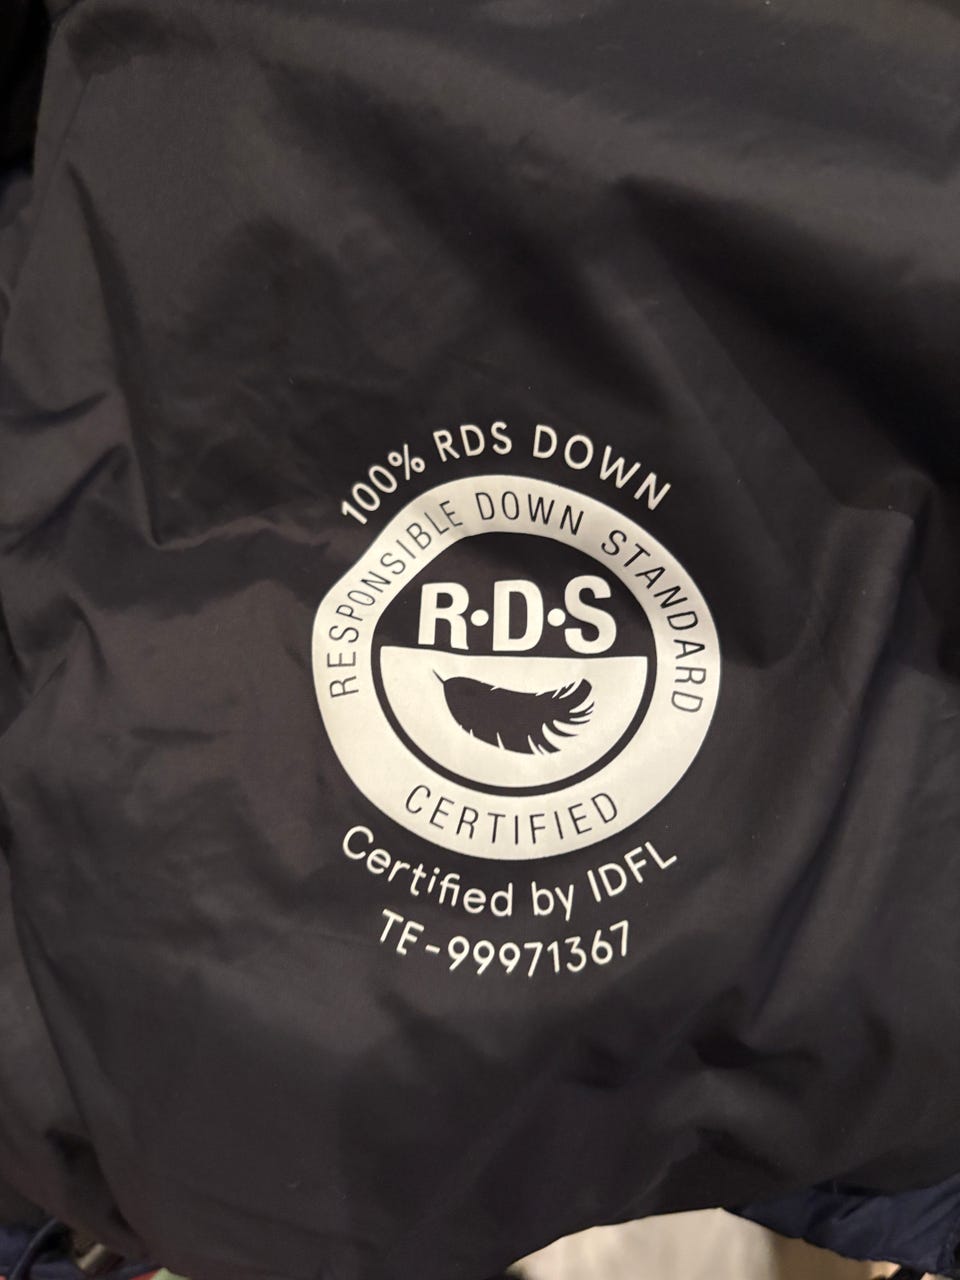 100% RDS DOWN
RESPONSIBLE DOWN STANDARD
R·D·S
CERTIFIED
Certified by IDFL
TE-99971367